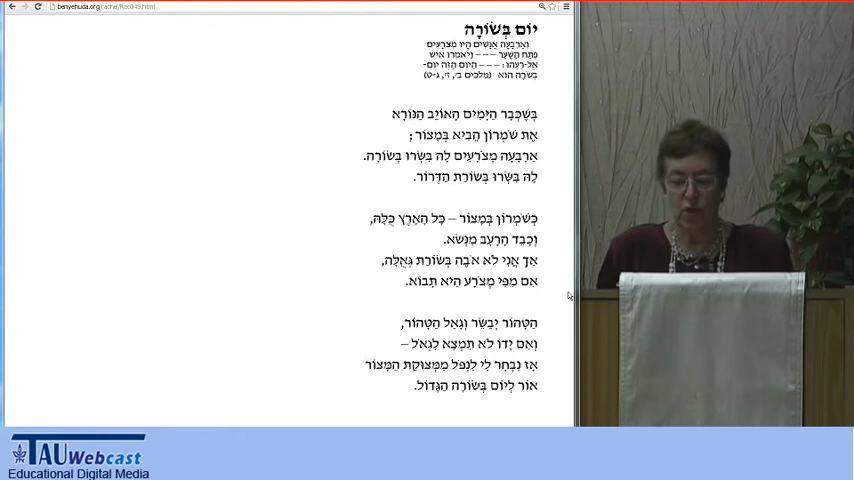 benyehuda.org/rachel/Rac049.html
יוֹם בְּשׂוֹרָה
וְאַרְבָּעָה אֲנָשִׁים הָיוּ מְצֹרָעִים
פֶּתַח הַשָּׁעַר – – – וַיֹּאמְרוּ אִישׁ
אֶל-רֵעֵהוּ: – – – הַיּוֹם הַזֶּה יוֹם-
בְּשֹׂרָה הוּא (מלכים ב', ז', ג-ט)
בְּשֶׁכְּבָר הַיָּמִים הָאוֹיֵב הַנּוֹרָא
אֶת שֹׁמְרוֹן הֵבִיא בְּמָצוֹר;
אַרְבָּעָה מְצֹרָעִים לָהּ בִּשְּׂרוּ בְּשׂוֹרָה.
לָהּ בִּשְּׂרוּ בְּשׂוֹרַת הַדְּרוֹר.
כְּשֹׁמְרוֹן בְּמָצוֹר – כָּל הָאָרֶץ כֻּלָּהּ,
וְכָבֵד הָרָעָב מִנְּשֹׂא.
אַךְ אֲנִי לֹא אֹבֶה בְּשׂוֹרַת גְּאֻלָּה,
אִם מִפִּי מְצֹרָע הִיא תָבוֹא.
הַטָּהוֹר יְבַשֵּׂר וְגָאַל הַטָּהוֹר,
וְאִם יָדוֹ לֹא תִמְצָא לִגְאֹל –
אָז נִבְחָר לִי לִנְפֹּל מִמְּצוּקַת הַמָּצוֹר
אוֹר לְיוֹם בְּשׂוֹרָה הַגָּדוֹל.
TAU Webcast
Educational Digital Media